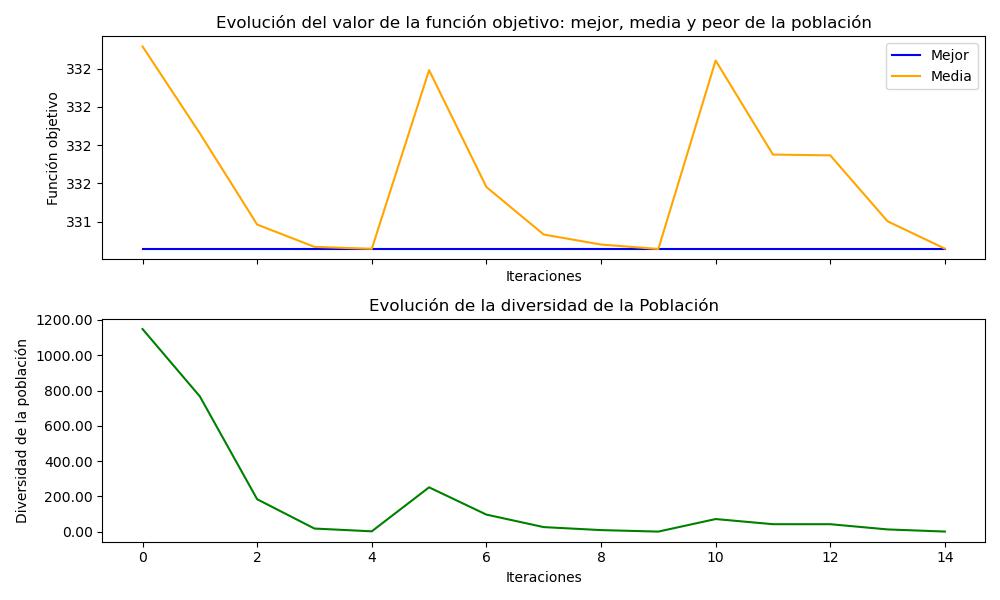 Evolución del valor de la función objetivo: mejor, media y peor de la población
Función objetivo
332
332
332
332
331
Mejor
Media
Iteraciones
Evolución de la diversidad de la Población
Diversidad de la población
1200.00
1000.00
800.00
600.00
400.00
200.00
0.00
0 2 4 6 8 10 12 14
Iteraciones